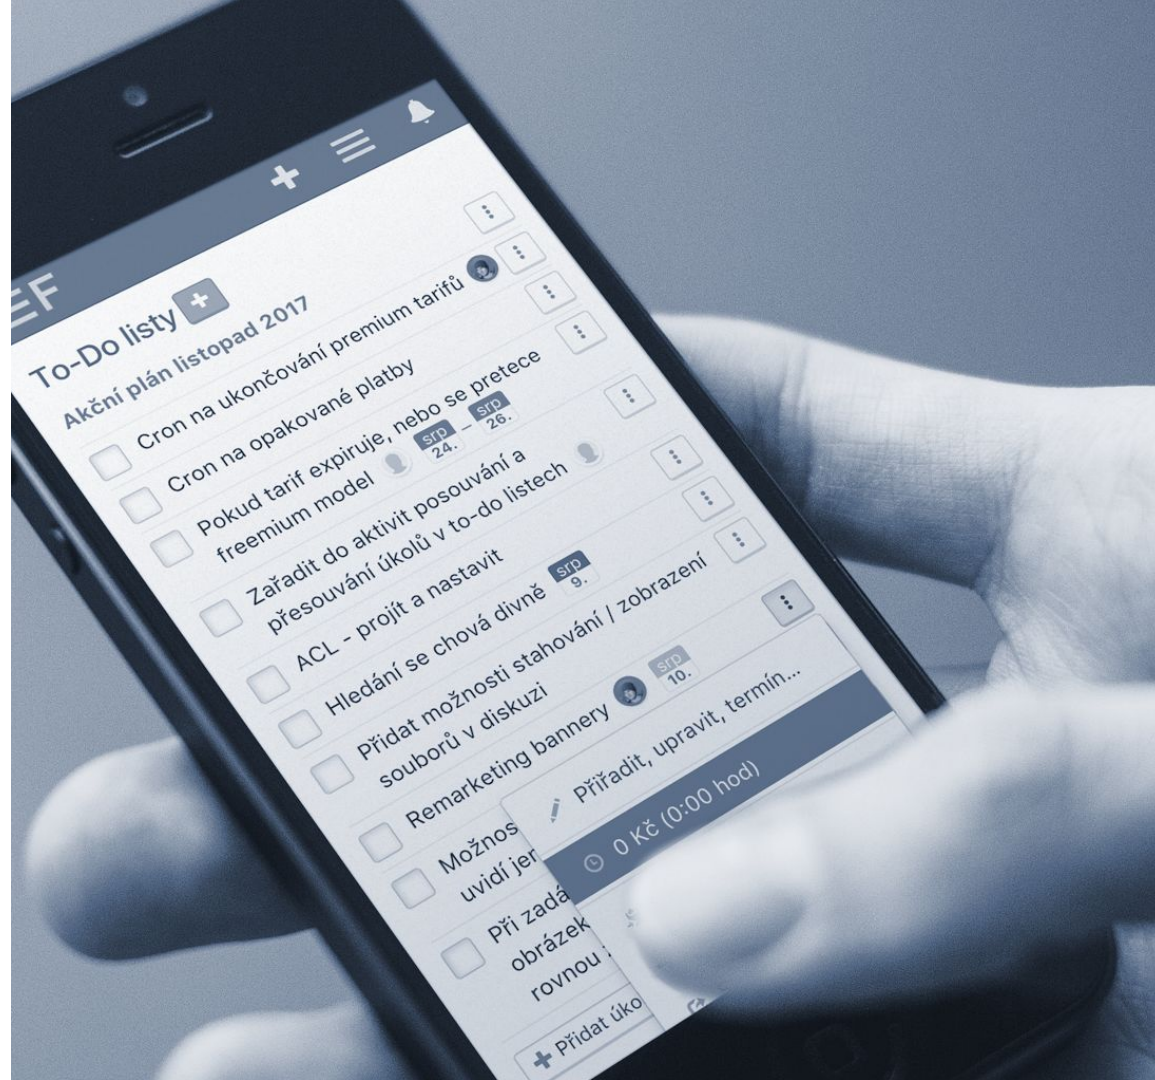 EF
To-Do listy
Akční plán listopad 2017
Cron na ukončování premium tarifů
Cron na opakované platby
Pokud tarif expiruje, nebo se pretece
freemium model srp 24. – srp 26.
Zařadit do aktivit posouvání a
přesouvání úkolů v to-do listech
ACL - projít a nastavit
Hledání se chová divně srp 9.
Přidat možnosti stahování / zobrazení
souborů v diskuzi
Remarketing bannery srp 10.
Možnos
uvidí jen
Při zadá
obrázek
rovnou
Přidat úko
Přiřadit, upravit, termín...
0 Kč (0:00 hod)